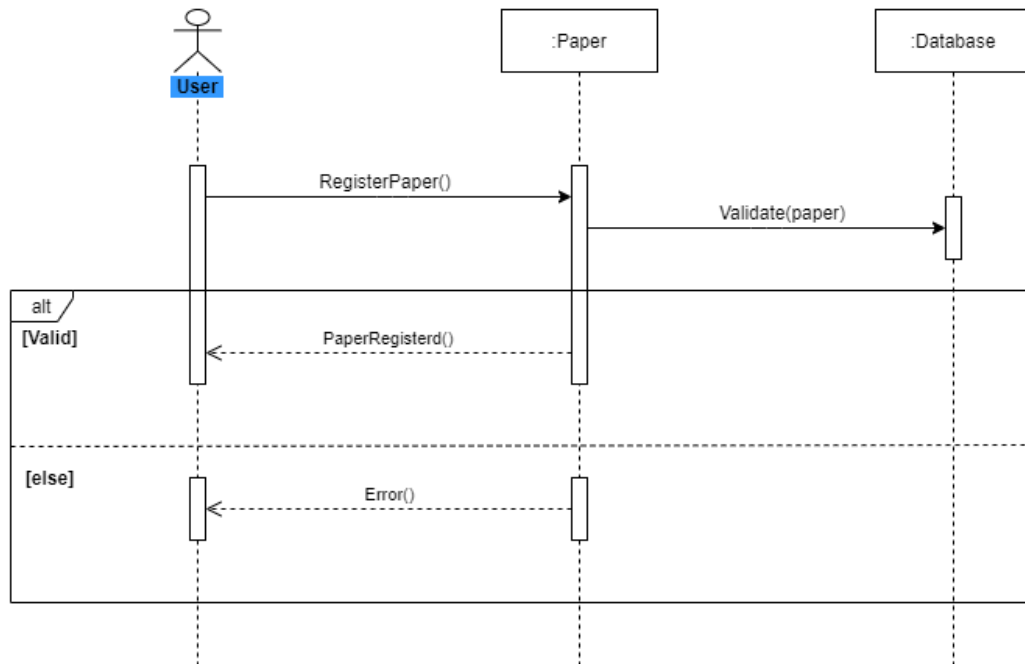 :Paper
:Database
User
RegisterPaper()
Validate(paper)
alt
[Valid]
PaperRegisterd()
[else]
Error()